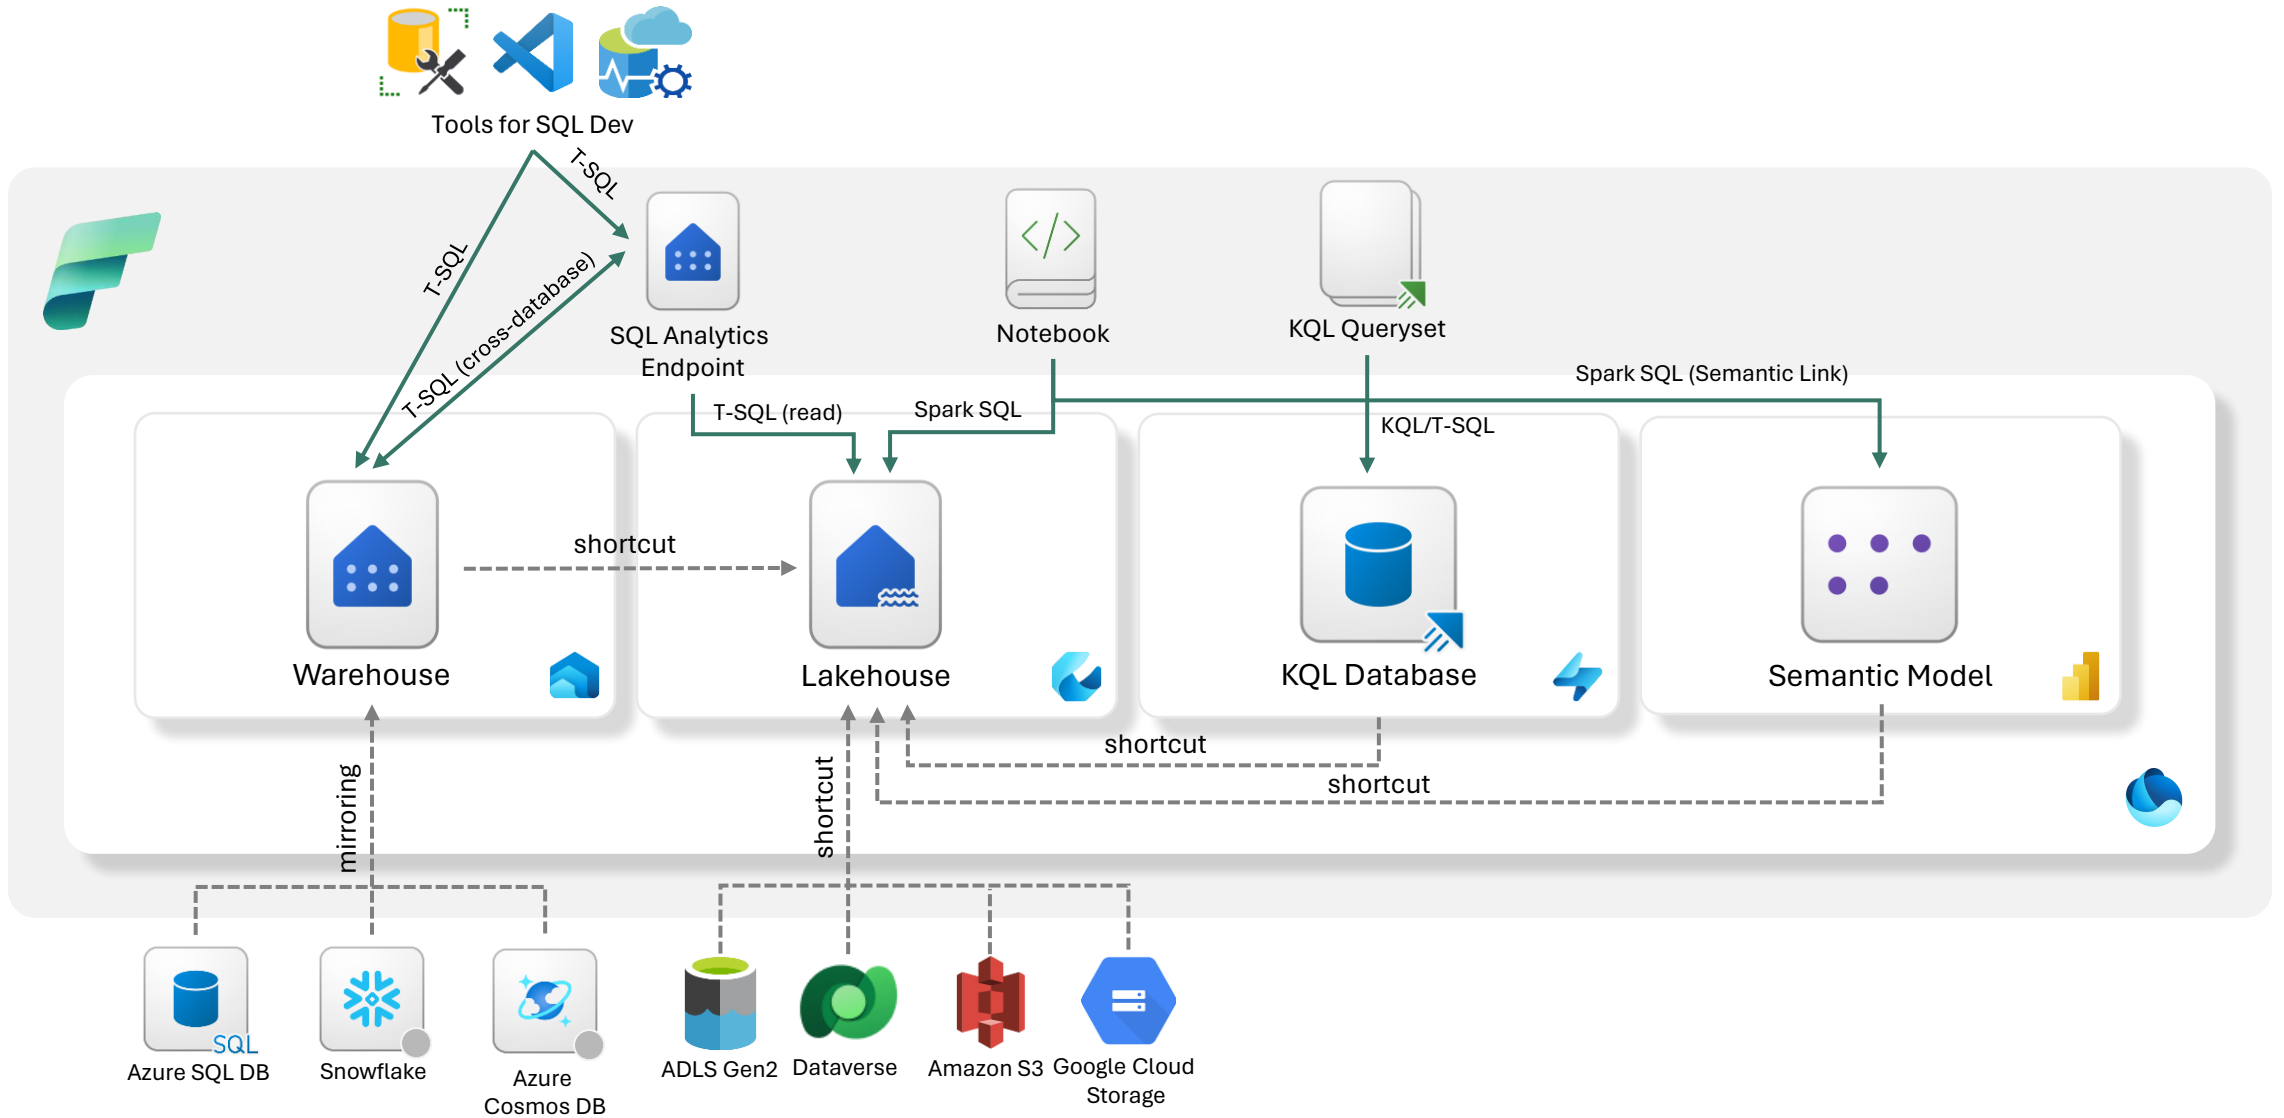 Tools for SQL Dev
T-SQL
T-SQL
T-SQL (cross-database)
SQL Analytics
Endpoint
Notebook
KQL Queryset
T-SQL (read)
Spark SQL
KQL/T-SQL
Spark SQL (Semantic Link)
shortcut
Warehouse
Lakehouse
KQL Database
Semantic Model
mirroring
shortcut
shortcut
shortcut
SQL
Azure SQL DB
Snowflake
Azure
Cosmos DB
ADLS Gen2
Dataverse
Amazon S3
Google Cloud
Storage